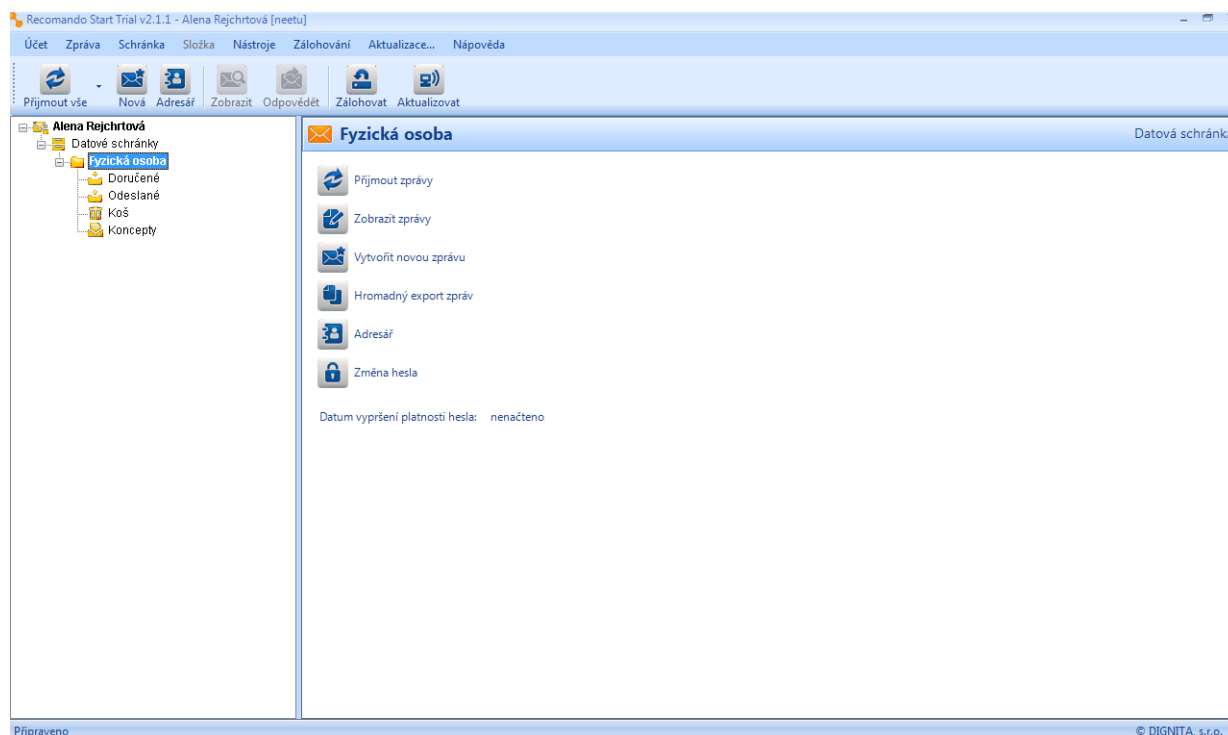 Recomando Start Trial v2.1.1 - Alena Rejchrtová [neetu]
Účet Zpráva Schránka Složka Nástroje Zálohování Aktualizace... Nápověda
Přijmout vše Nová Adresář Zobrazit Odpovědět Zálohovat Aktualizovat
Alena Rejchrtová
Datové schránky
Fyzická osoba
Doručené
Odeslané
Koš
Koncepty
Fyzická osoba Datová schránka
Přijmout zprávy
Zobrazit zprávy
Vytvořit novou zprávu
Hromadný export zpráv
Adresář
Změna hesla
Datum vypršení platnosti hesla: nenačteno
Připraveno © DIGNITA, s.r.o.